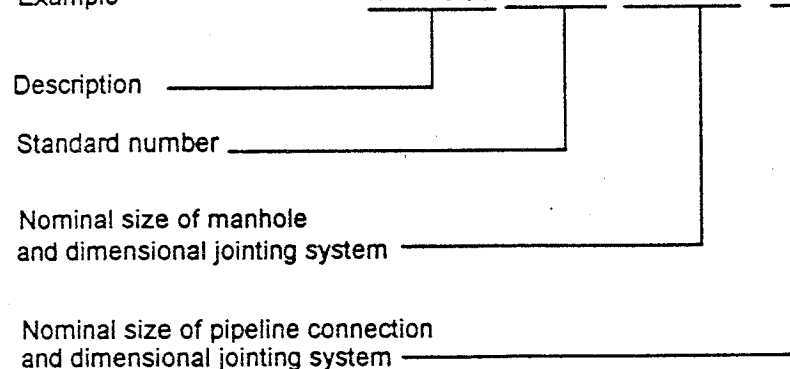 Example
Description
Standard number
Nominal size of manhole
and dimensional jointing system
Nominal size of pipeline connection
and dimensional jointing system